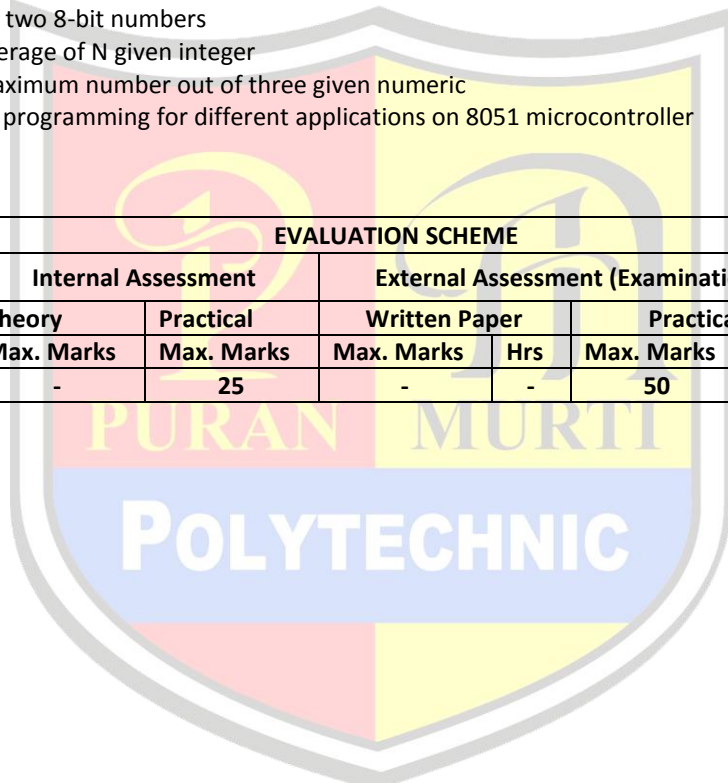 two 8-bit numbers
erage of N given integer
aximum number out of three given numeric
programming for different applications on 8051 microcontroller
EVALUATION SCHEME
Internal Assessment External Assessment (Examinati
heory Practical Written Paper Practica
Max. Marks Max. Marks Max. Marks Hrs Max. Marks
- 25 - - 50
PURAN MURTI
POLYTECHNIC